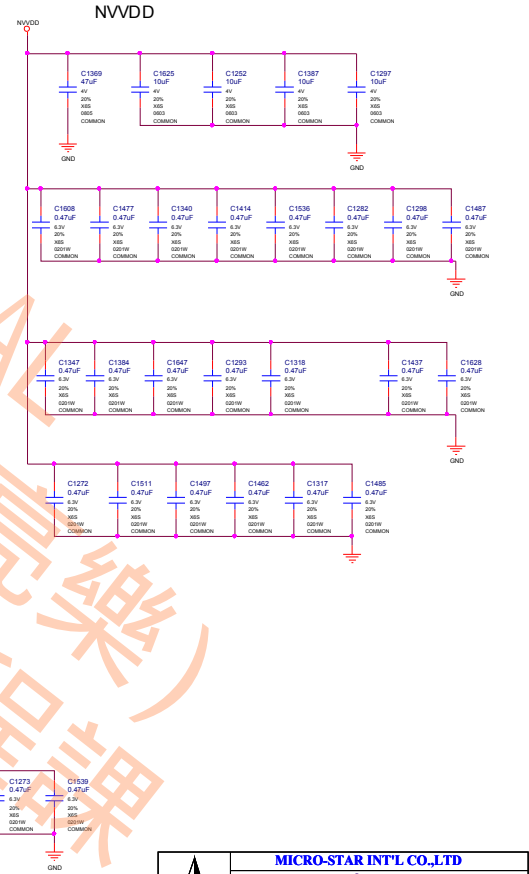 NVVDD
NVVDD
C1369 C1625 C1252 C1387 C1297
47uF 10uF 10uF 10uF 10uF
4V 4V 4V 4V 4V
20% 20% 20% 20% 20%
X6S X6S X6S X6S X6S
0805 0603 0603 0603 0603
COMMON COMMON COMMON COMMON COMMON
GND GND
C1608 C1477 C1340 C1414 C1536 C1282 C1298 C1487
0.47uF 0.47uF 0.47uF 0.47uF 0.47uF 0.47uF 0.47uF 0.47uF
6.3V 6.3V 6.3V 6.3V 6.3V 6.3V 6.3V 6.3V
20% 20% 20% 20% 20% 20% 20% 20%
X6S X6S X6S X6S X6S X6S X6S X6S
0201W 0201W 0201W 0201W 0201W 0201W 0201W 0201W
COMMON COMMON COMMON COMMON COMMON COMMON COMMON COMMON
GND
C1347 C1384 C1647 C1293 C1318 C1437 C1628
0.47uF 0.47uF 0.47uF 0.47uF 0.47uF 0.47uF 0.47uF
6.3V 6.3V 6.3V 6.3V 6.3V 6.3V 6.3V
20% 20% 20% 20% 20% 20% 20%
X6S X6S X6S X6S X6S X6S X6S
0201W 0201W 0201W 0201W 0201W 0201W 0201W
COMMON COMMON COMMON COMMON COMMON COMMON COMMON
GND
C1272 C1511 C1497 C1462 C1317 C1485
0.47uF 0.47uF 0.47uF 0.47uF 0.47uF 0.47uF
6.3V 6.3V 6.3V 6.3V 6.3V 6.3V
20% 20% 20% 20% 20% 20%
X6S X6S X6S X6S X6S X6S
0201W 0201W 0201W 0201W 0201W 0201W
COMMON COMMON COMMON COMMON COMMON COMMON
C1273 C1539
0.47uF 0.47uF
6.3V 6.3V
20% 20%
X6S X6S
0201W 0201W
COMMON COMMON
GND
MICRO-STAR INT'L CO.,LTD
樂）
課